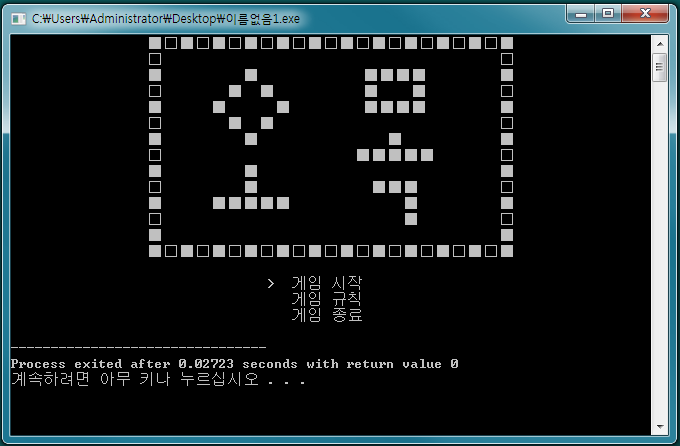 C:₩Users₩Administrator₩Desktop₩이름없음1.exe
오목
> 게임 시작
게임 규칙
게임 종료
--------------------------------
Process exited after 0.02723 seconds with return value 0
계속하려면 아무 키나 누르십시오 . . .